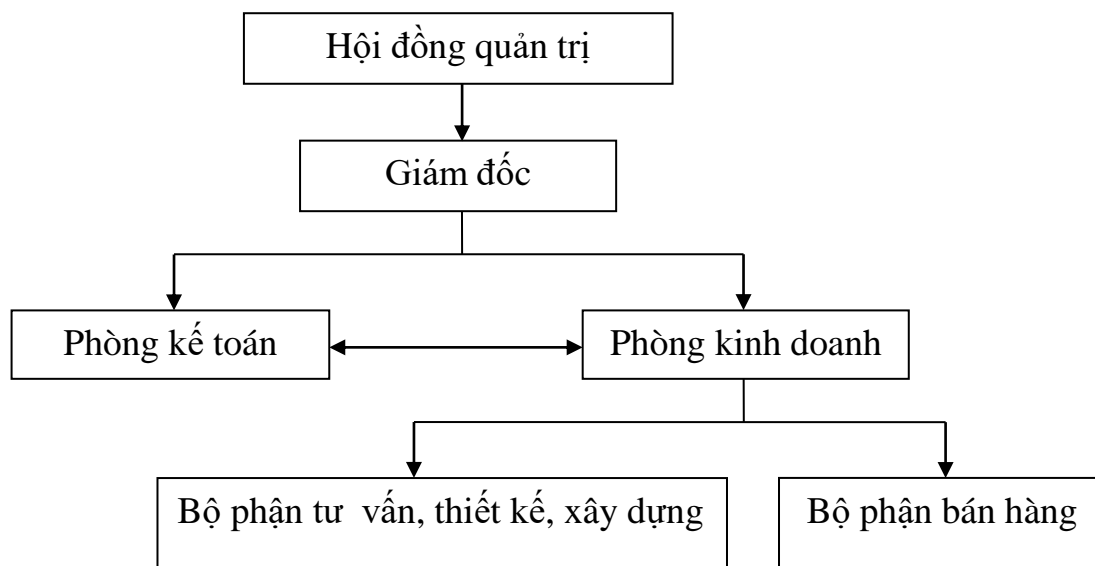 Hội đồng quản trị
Giám đốc
Phòng kế toán
Phòng kinh doanh
Bộ phận tư vấn, thiết kế, xây dựng
Bộ phận bán hàng